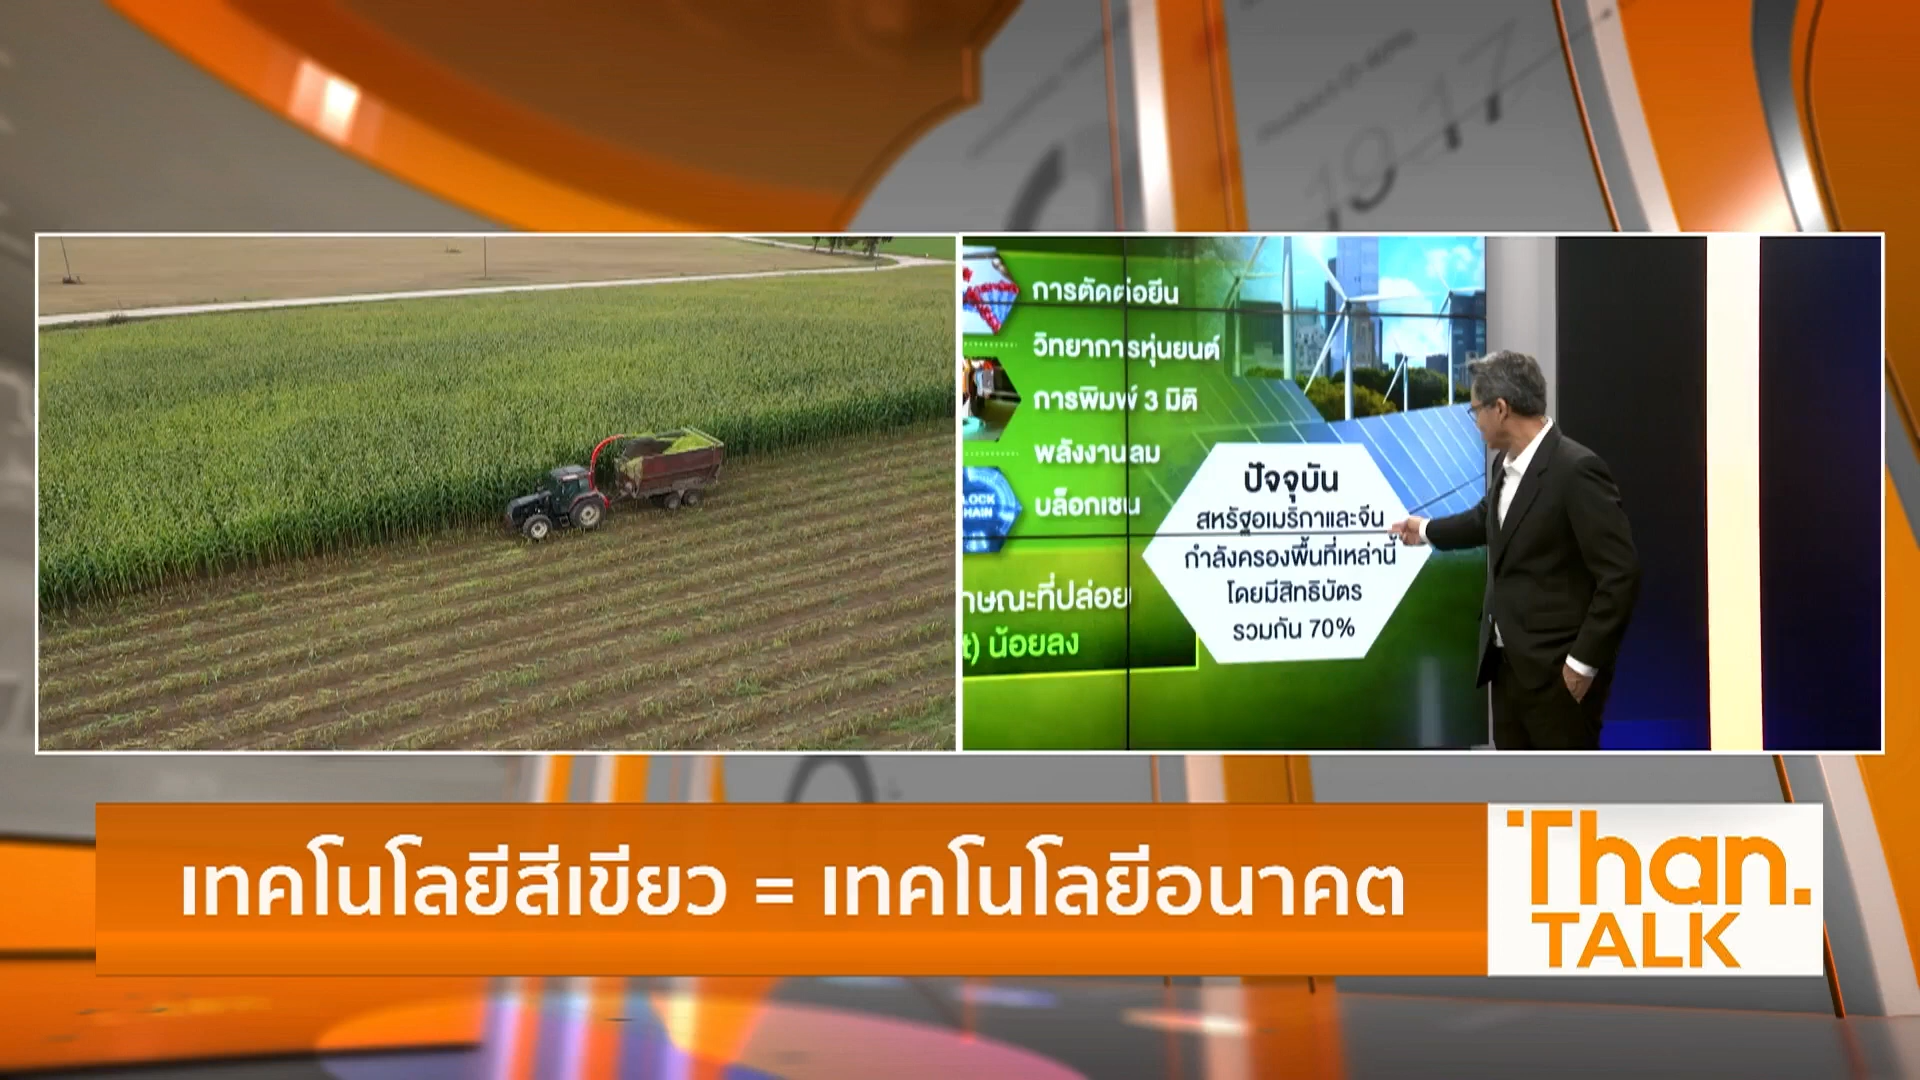 19 17
การตัดต่อยีน
วิทยาการหุ่นยนต์
การพิมพ์ 3 มิติ
พลังงานลม
บล็อกเชน
LOCK
HAIN
ปัจจุบัน
สหรัฐอเมริกาและจีน
กำลังครองพื้นที่เหล่านี้
โดยมีสิทธิบัตร
รวมกัน 70%
กษณะที่ปล่อย
t) น้อยลง
เทคโนโลยีสีเขียว = เทคโนโลยีอนาคต
Than.
TALK